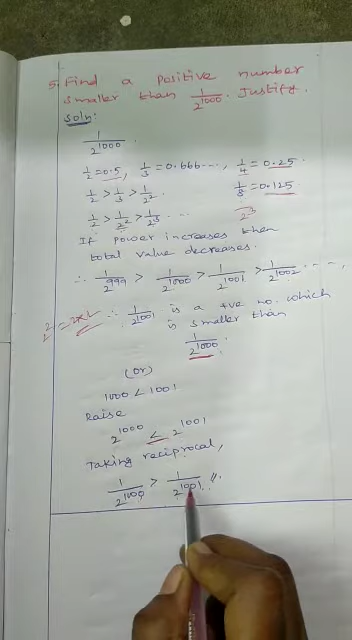 5. Find a positive number
smaller than 1/2^1000. Justify.
Soln:
1/2^1000.
1/2 = 0.5, 1/3 = 0.666..., 1/4 = 0.25
1/2 > 1/3 > 1/2^2 1/8 = 0.125
1/2 > 1/2^2 > 1/2^3 ... 2^3
If power increases then
total value decreases.
∴ 1/2^999 > 1/2^1000 > 1/2^1001 > 1/2^1002 ....,
∴ 1/2^1001 is a +ve no. which
is smaller than
1/2^1000.
(or)
1000 < 1001
Raise
2^1000 < 2^1001
Taking reciprocal,
1/2^1000 > 1/2^1001 //.